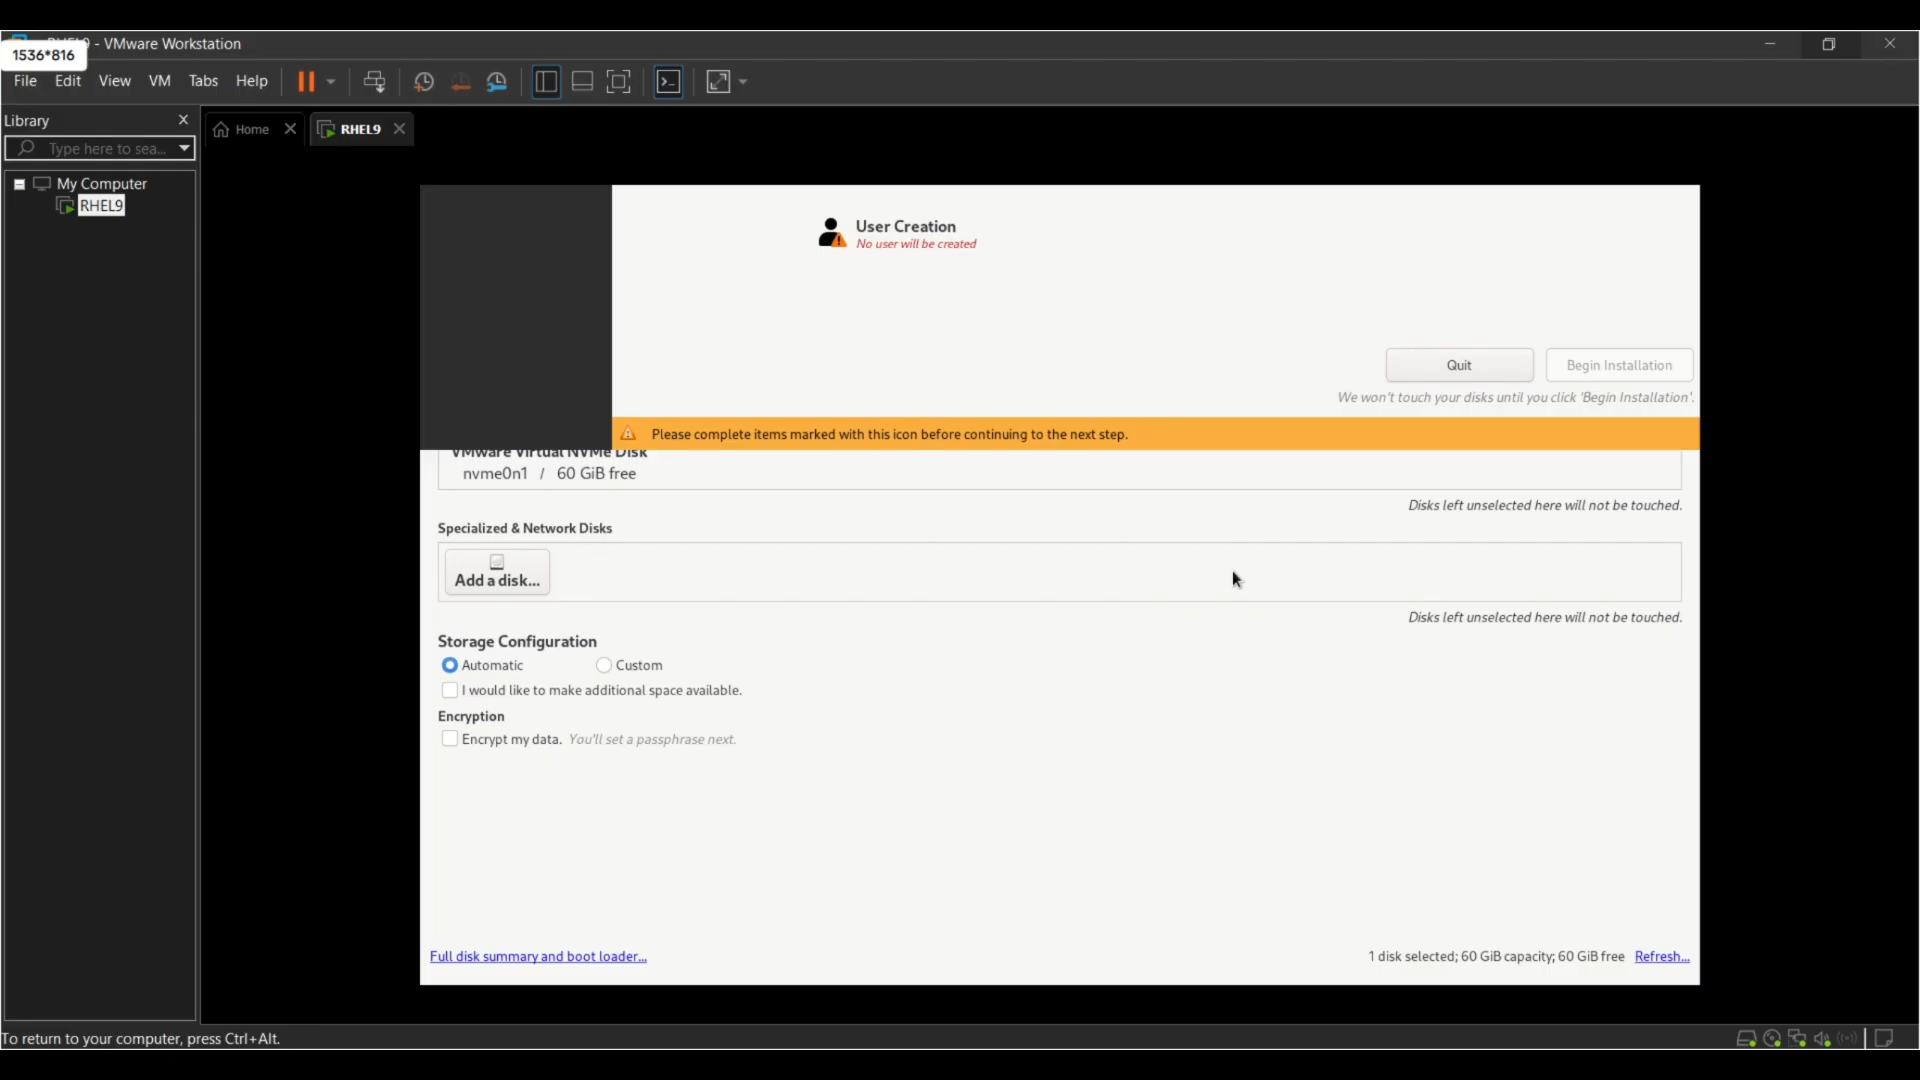 RHEL9 - VMware Workstation
1536*816
File Edit View VM Tabs Help
Library
Home
RHEL9
Type here to sea...
My Computer
RHEL9
User Creation
No user will be created
Quit
Begin Installation
We won't touch your disks until you click 'Begin Installation'.
Please complete items marked with this icon before continuing to the next step.
VMware Virtual NVMe Disk
nvme0n1 / 60 GiB free
Disks left unselected here will not be touched.
Specialized & Network Disks
Add a disk...
Disks left unselected here will not be touched.
Storage Configuration
Automatic
Custom
I would like to make additional space available.
Encryption
Encrypt my data. You'll set a passphrase next.
Full disk summary and boot loader...
1 disk selected; 60 GiB capacity; 60 GiB free Refresh...
To return to your computer, press Ctrl+Alt.